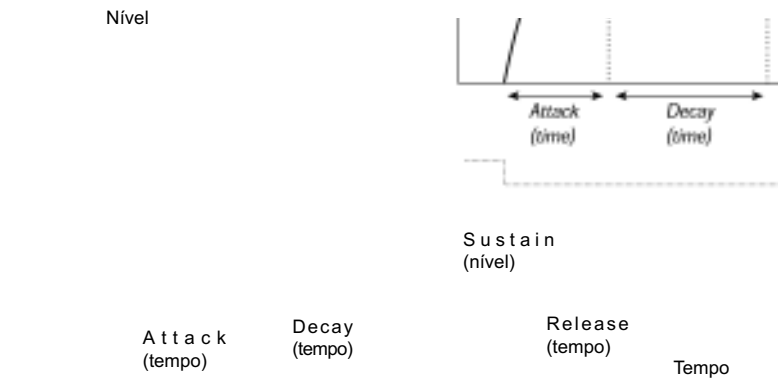 Nível
Attack
(time)
Decay
(time)
Sustain
(nível)
Attack
(tempo)
Decay
(tempo)
Release
(tempo)
Tempo